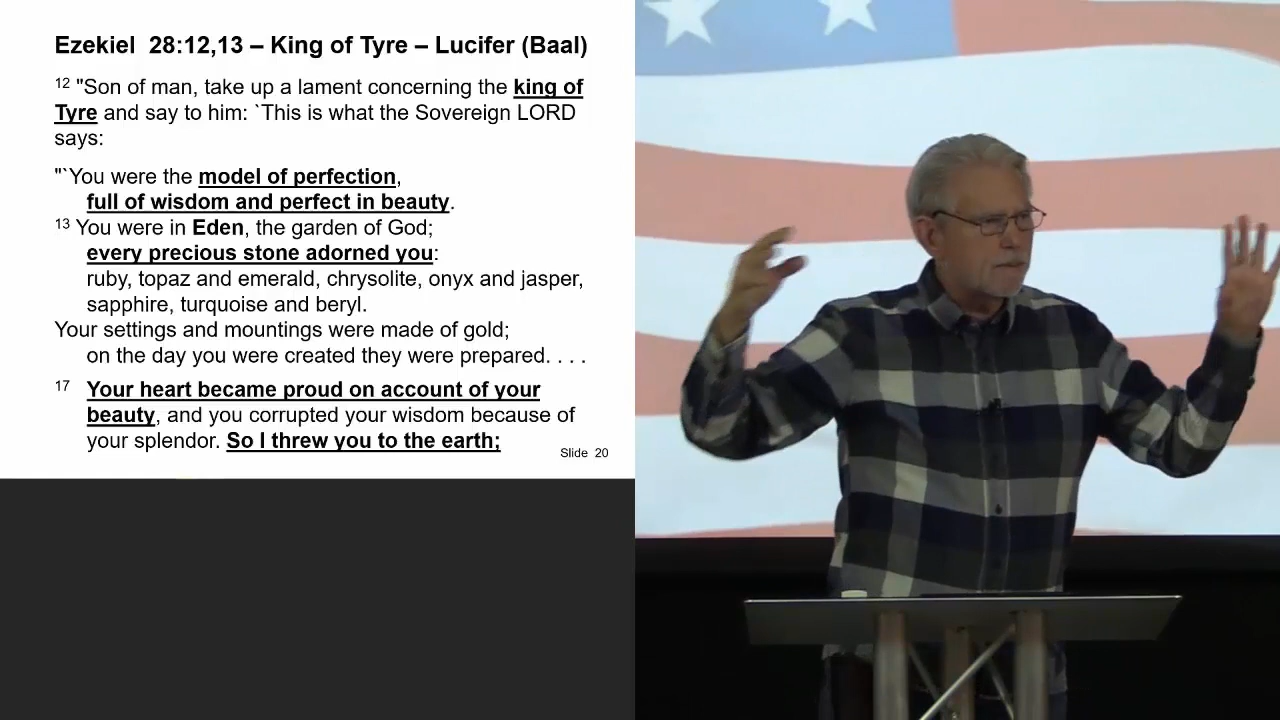 Ezekiel  28:12,13 – King of Tyre – Lucifer (Baal)
12 "Son of man, take up a lament concerning the king of
Tyre and say to him: `This is what the Sovereign LORD
says:
"`You were the model of perfection,
full of wisdom and perfect in beauty.
13 You were in Eden, the garden of God;
every precious stone adorned you:
ruby, topaz and emerald, chrysolite, onyx and jasper,
sapphire, turquoise and beryl.
Your settings and mountings were made of gold;
on the day you were created they were prepared. . . .
17 Your heart became proud on account of your
beauty, and you corrupted your wisdom because of
your splendor. So I threw you to the earth;
Slide  20